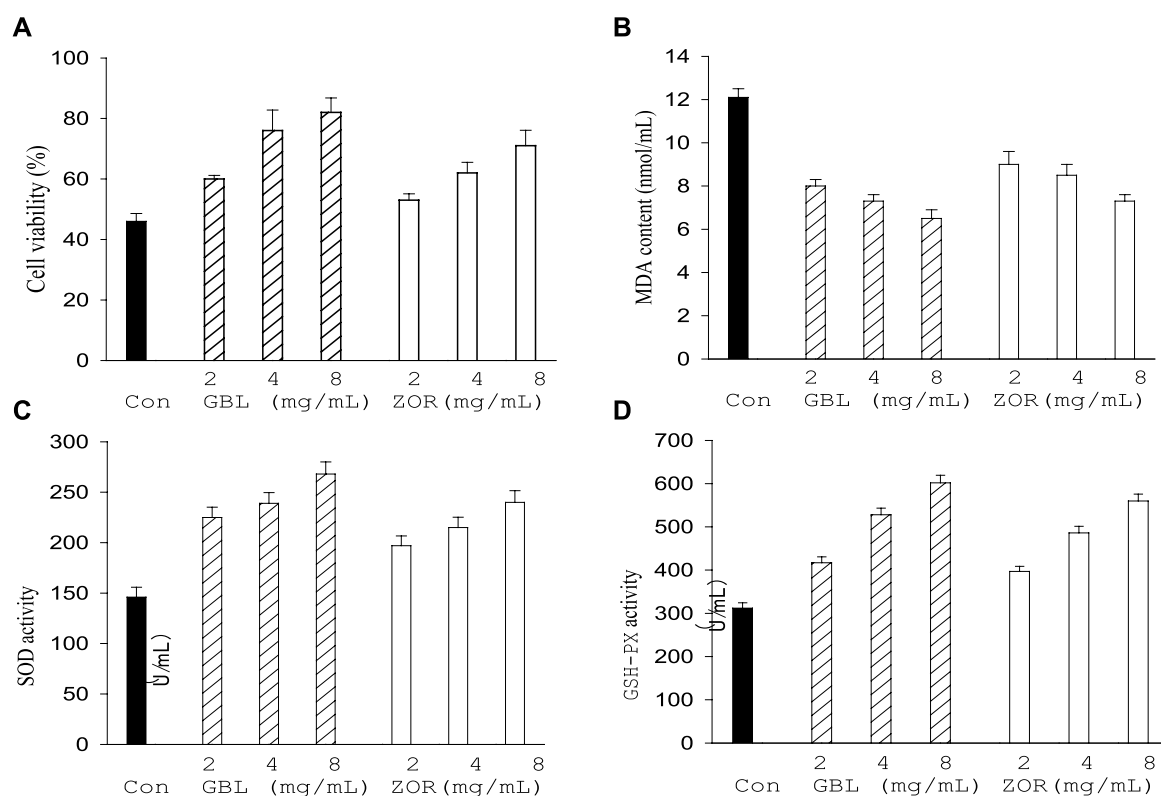 A
Cell viability (%)
100
80
60
40
20
0
2 4 8 2 4 8
Con GBL (mg/mL) ZOR(mg/mL)
B
MDA content (nmol/mL)
14
12
10
8
6
4
2
0
2 4 8 2 4 8
Con GBL (mg/mL) ZOR(mg/mL)
C
SOD activity
(U/mL)
300
250
200
150
100
50
0
2 4 8 2 4 8
Con GBL (mg/mL) ZOR(mg/mL)
D
GSH-PX activity
(U/mL)
700
600
500
400
300
200
100
0
2 4 8 2 4 8
Con GBL (mg/mL) ZOR(mg/mL)